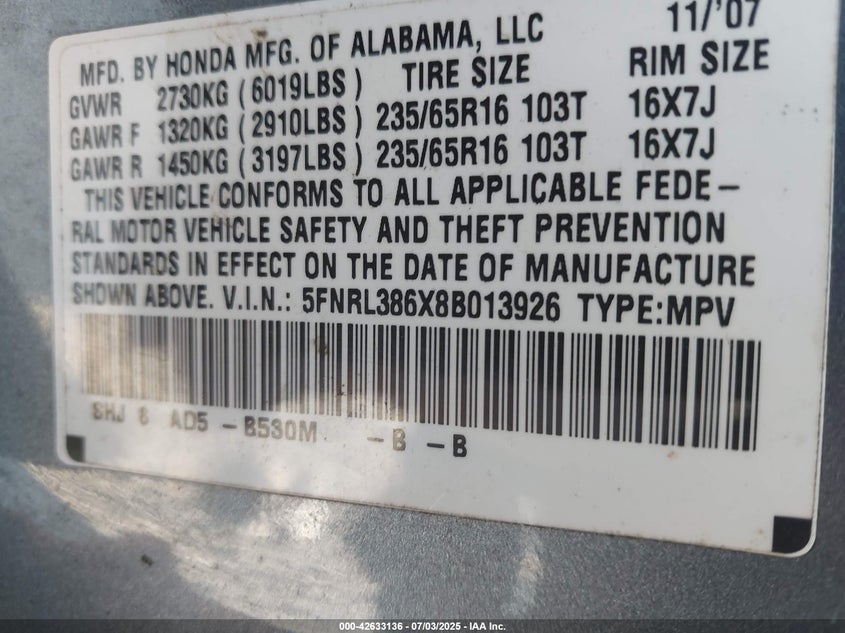 MFD. BY HONDA MFG. OF ALABAMA, LLC 11/'07
GVWR 2730KG ( 6019LBS ) TIRE SIZE RIM SIZE
GAWR F 1320KG ( 2910LBS ) 235/65R16 103T 16X7J
GAWR R 1450KG ( 3197LBS ) 235/65R16 103T 16X7J
THIS VEHICLE CONFORMS TO ALL APPLICABLE FEDE-
RAL MOTOR VEHICLE SAFETY AND THEFT PREVENTION
STANDARDS IN EFFECT ON THE DATE OF MANUFACTURE
SHOWN ABOVE. V.I.N.: 5FNRL386X8B013926 TYPE:MPV
SHJ 8 AD5 - B530M - B - B
000-42633136 - 07/03/2025 - IAA Inc.